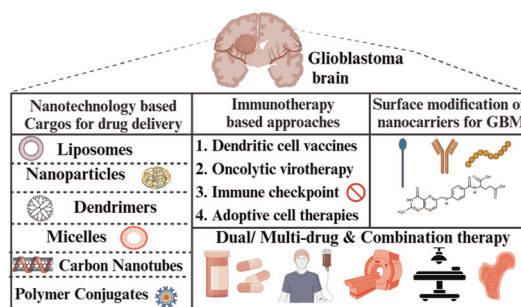 Glioblastoma
brain
Nanotechnology based
Cargos for drug delivery
Liposomes
Nanoparticles
Dendrimers
Micelles
Carbon Nanotubes
Polymer Conjugates
Immunotherapy
based approaches
1. Dendritic cell vaccines
2. Oncolytic virotherapy
3. Immune checkpoint
4. Adoptive cell therapies
Surface modification of
nanocarriers for GBM
Dual/ Multi-drug & Combination therapy